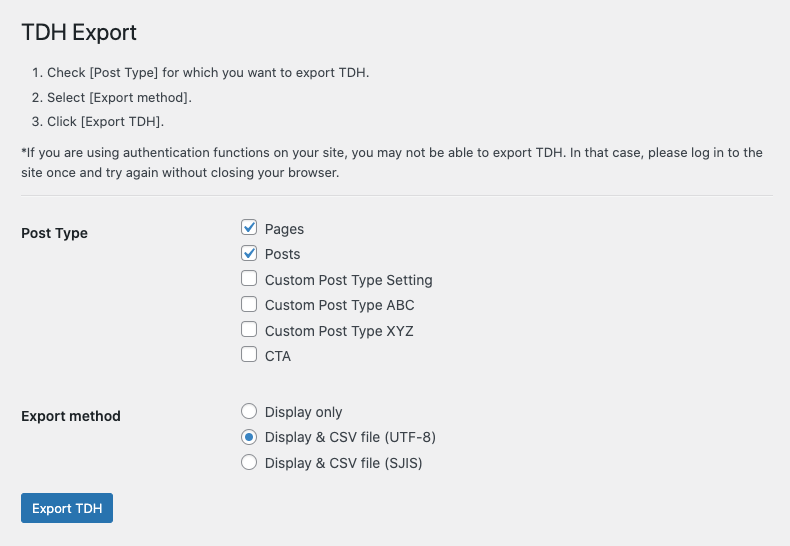 TDH Export
1. Check [Post Type] for which you want to export TDH.
2. Select [Export method].
3. Click [Export TDH].
*If you are using authentication functions on your site, you may not be able to export TDH. In that case, please log in to the
site once and try again without closing your browser.
Post Type
Pages
Posts
Custom Post Type Setting
Custom Post Type ABC
Custom Post Type XYZ
CTA
Export method
Display only
Display & CSV file (UTF-8)
Display & CSV file (SJIS)
Export TDH